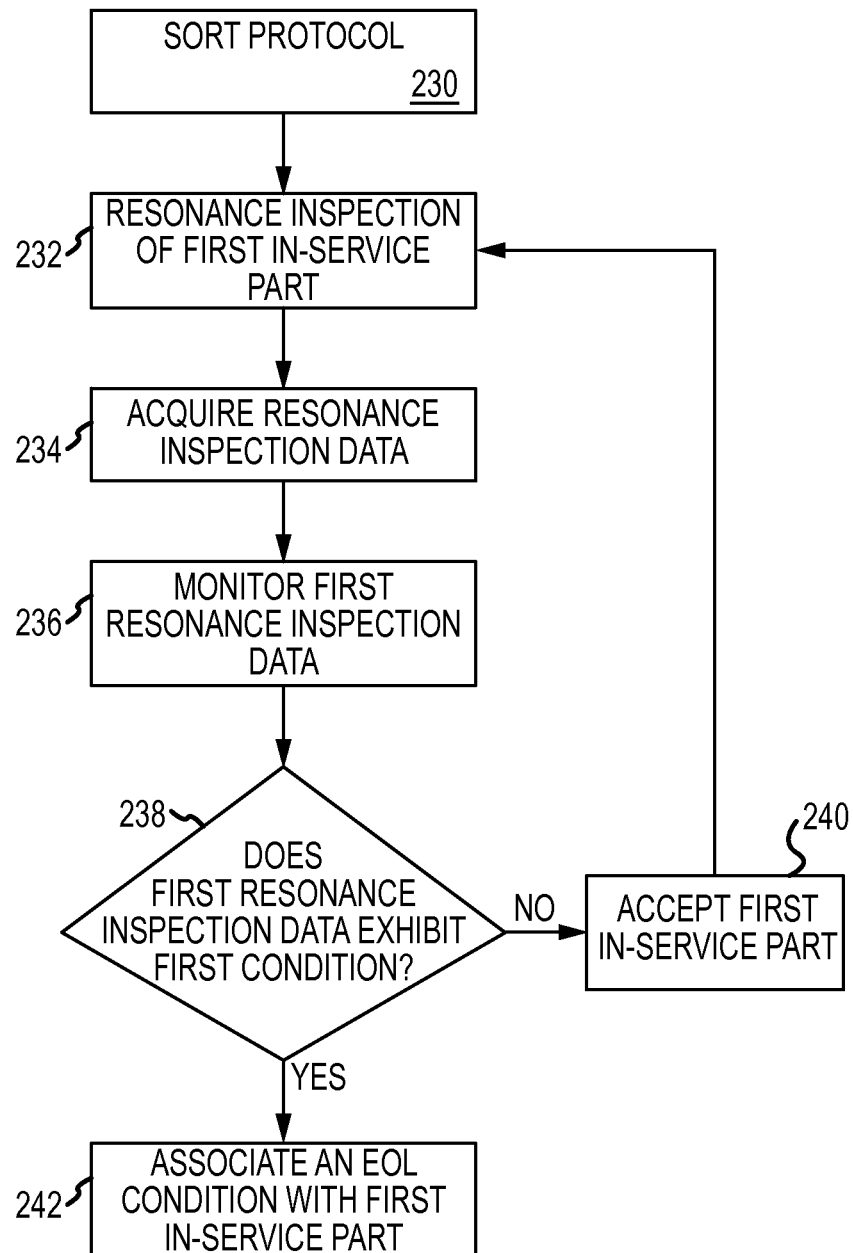 SORT PROTOCOL
230
RESONANCE INSPECTION
OF FIRST IN-SERVICE
PART
232
ACQUIRE RESONANCE
INSPECTION DATA
234
MONITOR FIRST
RESONANCE INSPECTION
DATA
236
238
DOES
FIRST RESONANCE
INSPECTION DATA EXHIBIT
FIRST CONDITION?
NO
240
ACCEPT FIRST
IN-SERVICE PART
YES
ASSOCIATE AN EOL
CONDITION WITH FIRST
IN-SERVICE PART
242